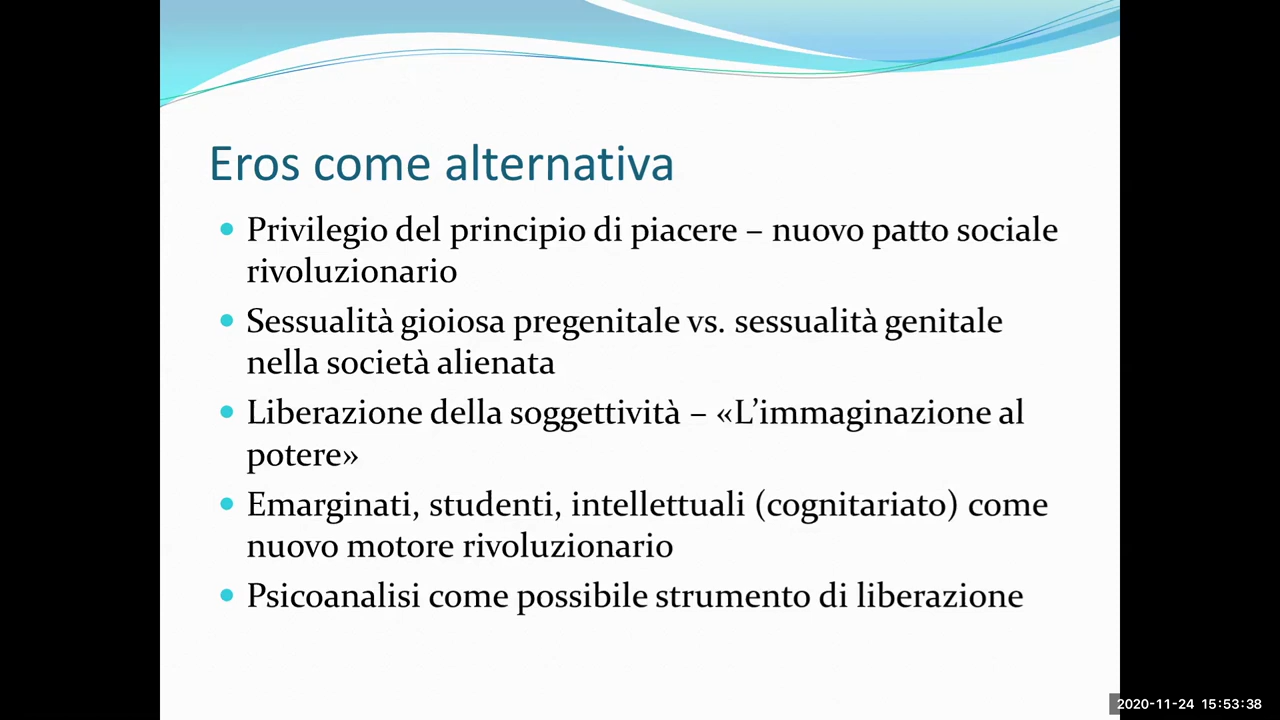 Eros come alternativa
• Privilegio del principio di piacere – nuovo patto sociale
rivoluzionario
• Sessualità gioiosa pregenitale vs. sessualità genitale
nella società alienata
• Liberazione della soggettività – «L’immaginazione al
potere»
• Emarginati, studenti, intellettuali (cognitariato) come
nuovo motore rivoluzionario
• Psicoanalisi come possibile strumento di liberazione
2020-11-24 15:53:38